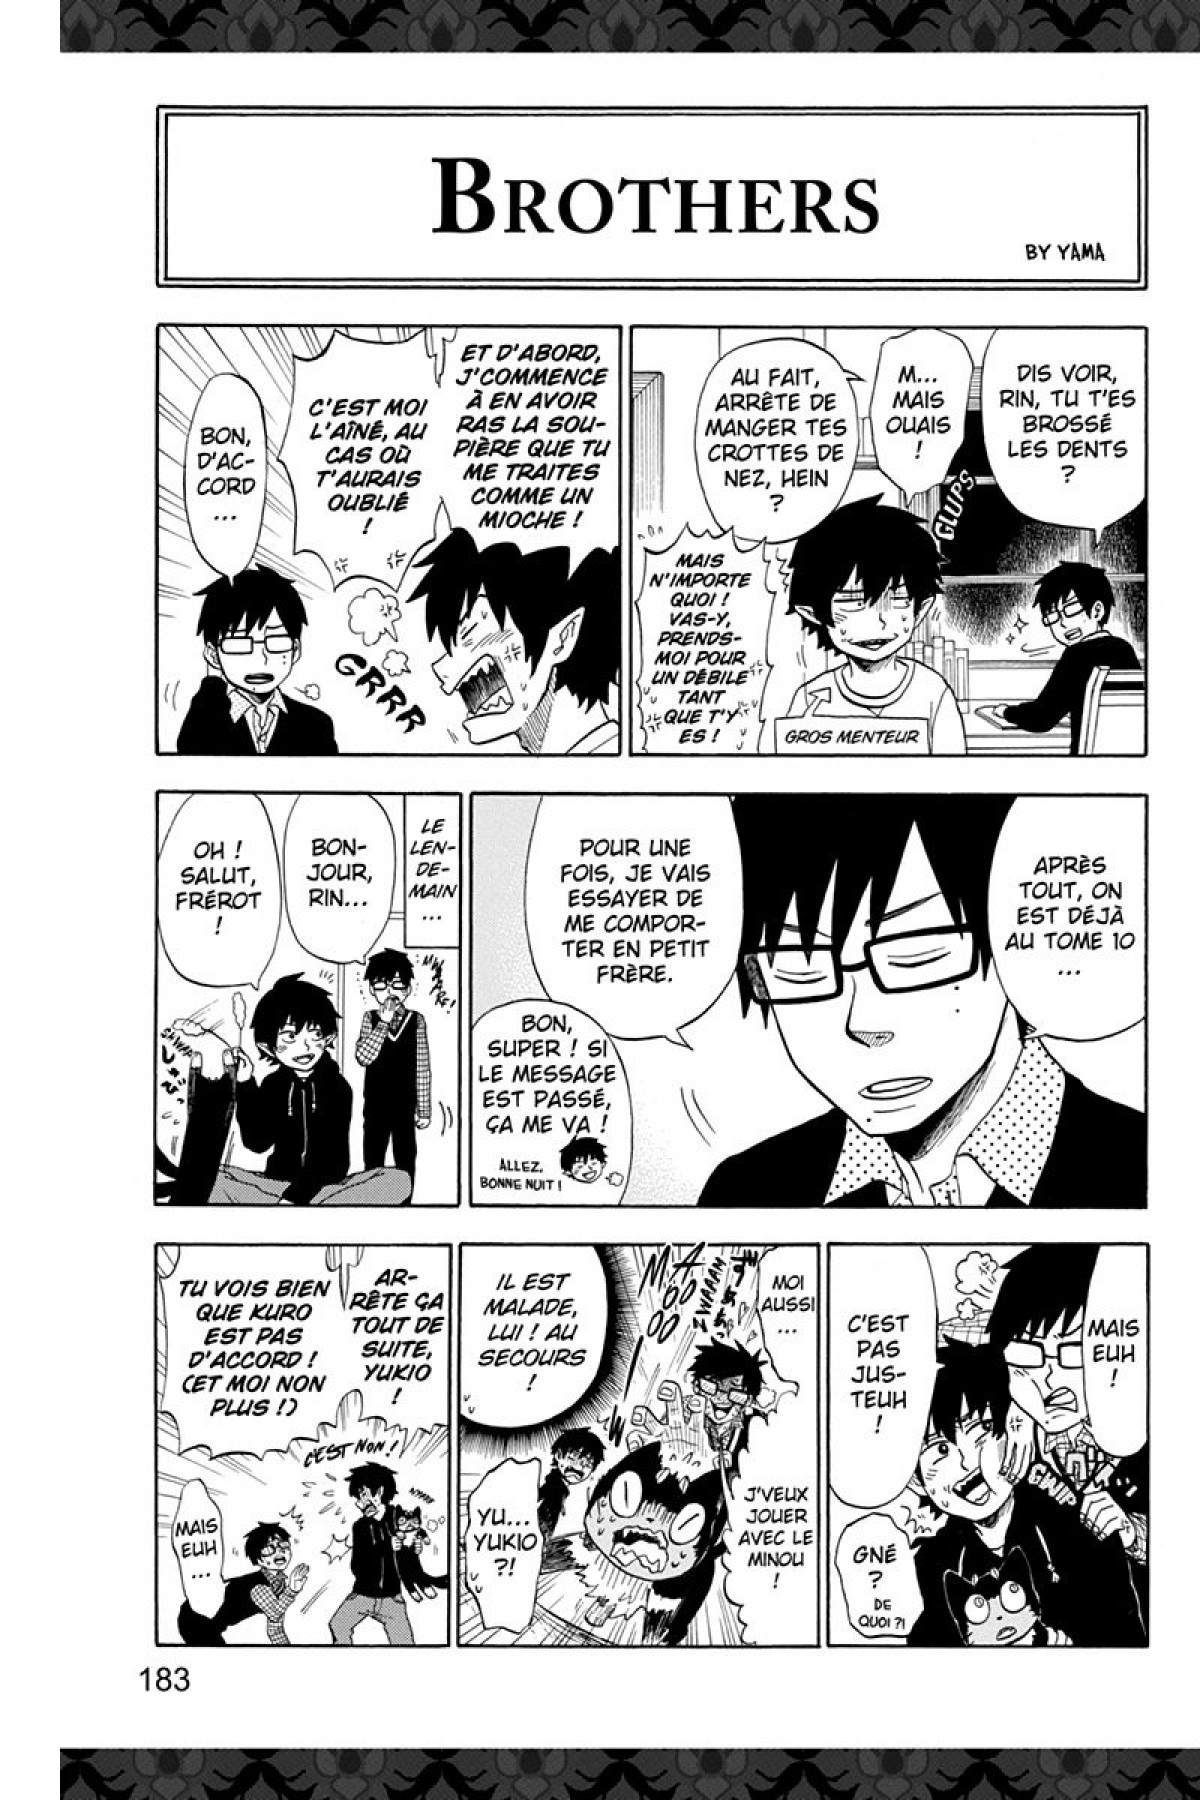 BROTHERS
BY YAMA
DIS VOIR,
RIN, TU T'ES
BROSSÉ
LES DENTS
?
M...
MAIS
OUAIS
!
GLUPS
AU FAIT,
ARRÊTE DE
MANGER TES
CROTTES DE
NEZ, HEIN
?
MAIS
N'IMPORTE
QUOI !
VAS-Y,
PRENDS-
MOI POUR
UN DÉBILE
TANT
QUE T'Y
ES !
GROS MENTEUR
ET D'ABORD,
J'COMMENCE
À EN AVOIR
RAS LA SOU-
PIÈRE QUE TU
ME TRAITES
COMME UN
MIOCHE !
C'EST MOI
L'AÎNÉ, AU
CAS OÙ
T'AURAIS
OUBLIÉ
!
GRRR
BON,
D'AC-
CORD
...
APRÈS
TOUT, ON
EST DÉJÀ
AU TOME 10
...
POUR UNE
FOIS, JE VAIS
ESSAYER DE
ME COMPOR-
TER EN PETIT
FRÈRE.
BON,
SUPER ! SI
LE MESSAGE
EST PASSÉ,
ÇA ME VA !
ALLEZ,
BONNE NUIT !
LE
LEN-
DE-
MAIN
...
BON-
JOUR,
RIN...
OH !
SALUT,
FRÉROT
!
MAIS
EUH
!
C'EST
PAS
JUS-
TEUH
!
GNÉ
?
DE
QUOI ?!
MOI
AUSSI
...
J'VEUX
JOUER
AVEC LE
MINOU
!
IL EST
MALADE,
LUI ! AU
SECOURS
!
YU...
YUKIO
?!
AR-
RÊTE ÇA
TOUT DE
SUITE,
YUKIO
!
TU VOIS BIEN
QUE KURO
EST PAS
D'ACCORD !
(ET MOI NON
PLUS !)
C'EST NON !
MAIS
EUH
...
183